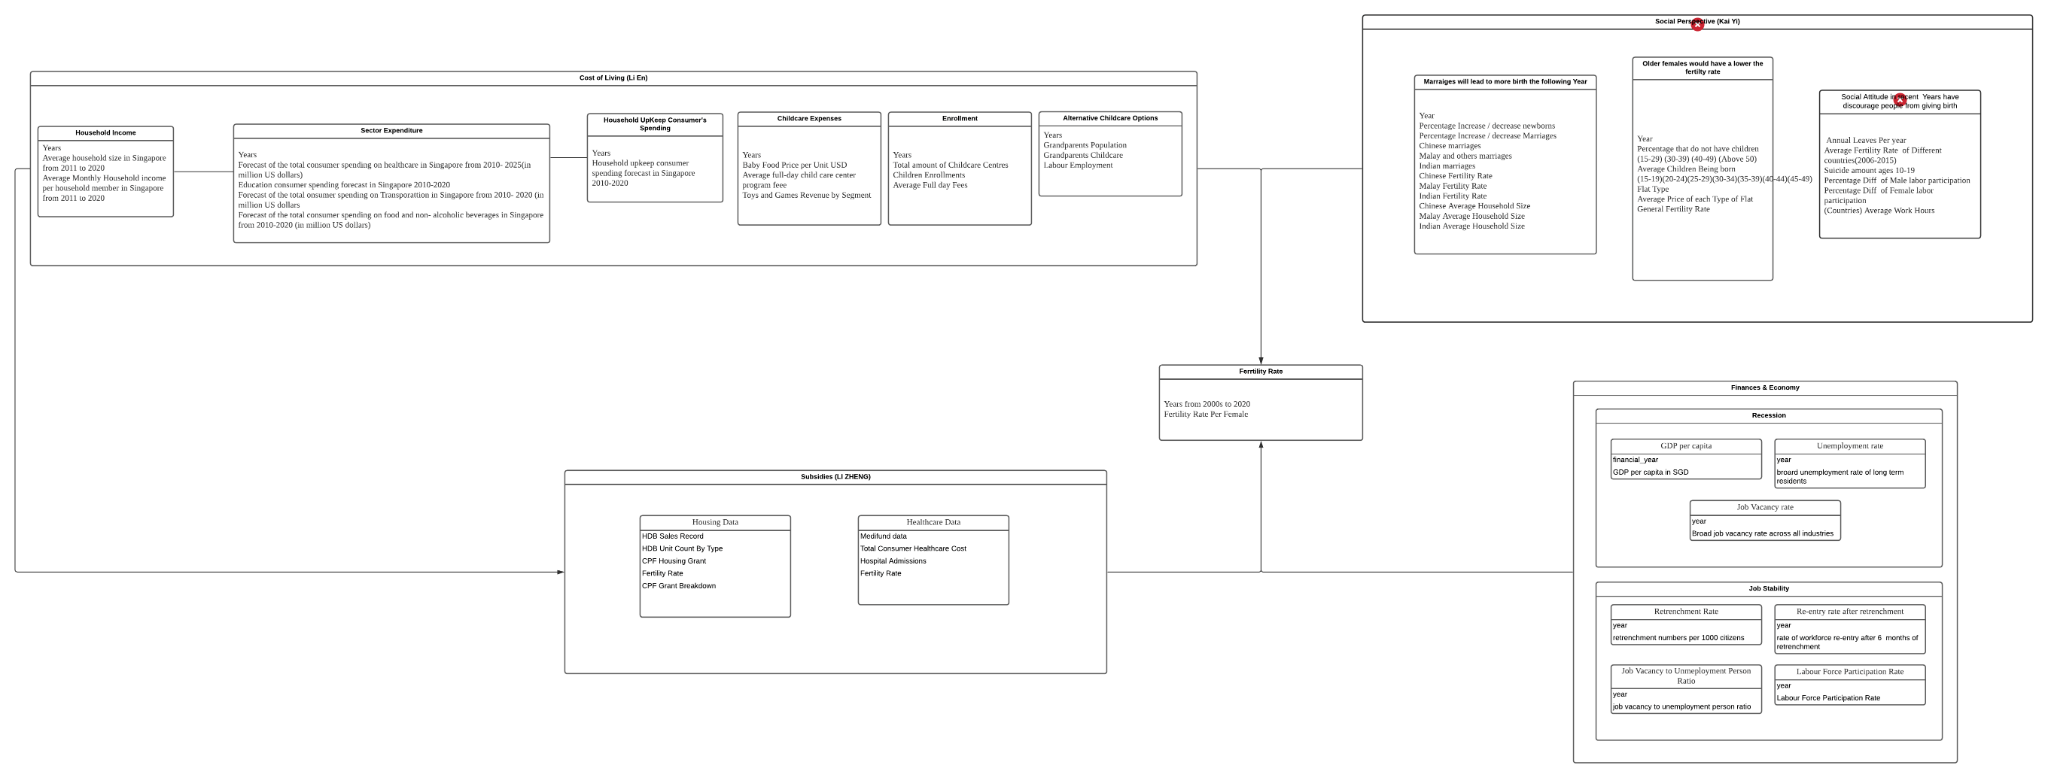 Cost of Living (Li En)
Household Income
Years
Average household size in Singapore
from 2011 to 2020
Average Monthly Household income
per household member in Singapore
from 2011 to 2020
Sector Expenditure
Years
Forecast of the total consumer spending on healthcare in Singapore from 2010- 2025(in
million US dollars)
Education consumer spending forecast in Singapore 2010-2020
Forecast of the total onsumer spending on Transporattion in Singapore from 2010- 2020 (in
million US dollars
Forecast of the total consumer spending on food and non- alcoholic beverages in Singapore
from 2010-2020 (in million US dollars)
Household UpKeep Consumer's
Spending
Years
Household upkeep consumer
spending forecast in Singapore
2010-2020
Childcare Expenses
Years
Baby Food Price per Unit USD
Average full-day child care center
program feee
Toys and Games Revenue by Segment
Enrollment
Years
Total amount of Childcare Centres
Children Enrollments
Average Full day Fees
Alternative Childcare Options
Years
Grandparents Population
Grandparents Childcare
Labour Employment
Social Perspective (Kai Yi)
Marraiges will lead to more birth the following Year
Year
Percentage Increase / decrease newborns
Percentage Increase / decrease Marriages
Chinese marriages
Malay and others marriages
Indian marriages
Chinese Fertility Rate
Malay Fertility Rate
Indian Fertility Rate
Chinese Average Household Size
Malay Average Household Size
Indian Average Household Size
Older females would have a lower the
fertilty rate
Year
Percentage that do not have children
(15-29) (30-39) (40-49) (Above 50)
Average Children Being born
(15-19)(20-24)(25-29)(30-34)(35-39)(40-44)(45-49)
Flat Type
Average Price of each Type of Flat
General Fertility Rate
Social Attitude in recent Years have
discourage people from giving birth
Annual Leaves Per year
Average Fertility Rate of Different
countries(2006-2015)
Suicide amount ages 10-19
Percentage Diff of Male labor participation
Percentage Diff of Female labor
participation
(Countries) Average Work Hours
Ferrtility Rate
Years from 2000s to 2020
Fertility Rate Per Female
Subsidies (LI ZHENG)
Housing Data
HDB Sales Record
HDB Unit Count By Type
CPF Housing Grant
Fertility Rate
CPF Grant Breakdown
Healthcare Data
Medifund data
Total Consumer Healthcare Cost
Hospital Admissions
Fertility Rate
Finances & Economy
Recession
GDP per capita
financial_year
GDP per capita in SGD
Unemployment rate
year
broard unemployment rate of long term
residents
Job Vacancy rate
year
Broad job vacancy rate across all industries
Job Stability
Retrenchment Rate
year
retrenchment numbers per 1000 citizens
Re-entry rate after retrenchment
year
rate of workforce re-entry after 6 months of
retrenchment
Job Vacancy to Unmeployment Person
Ratio
year
job vacancy to unemployment person ratio
Labour Force Participation Rate
year
Labour Force Participation Rate